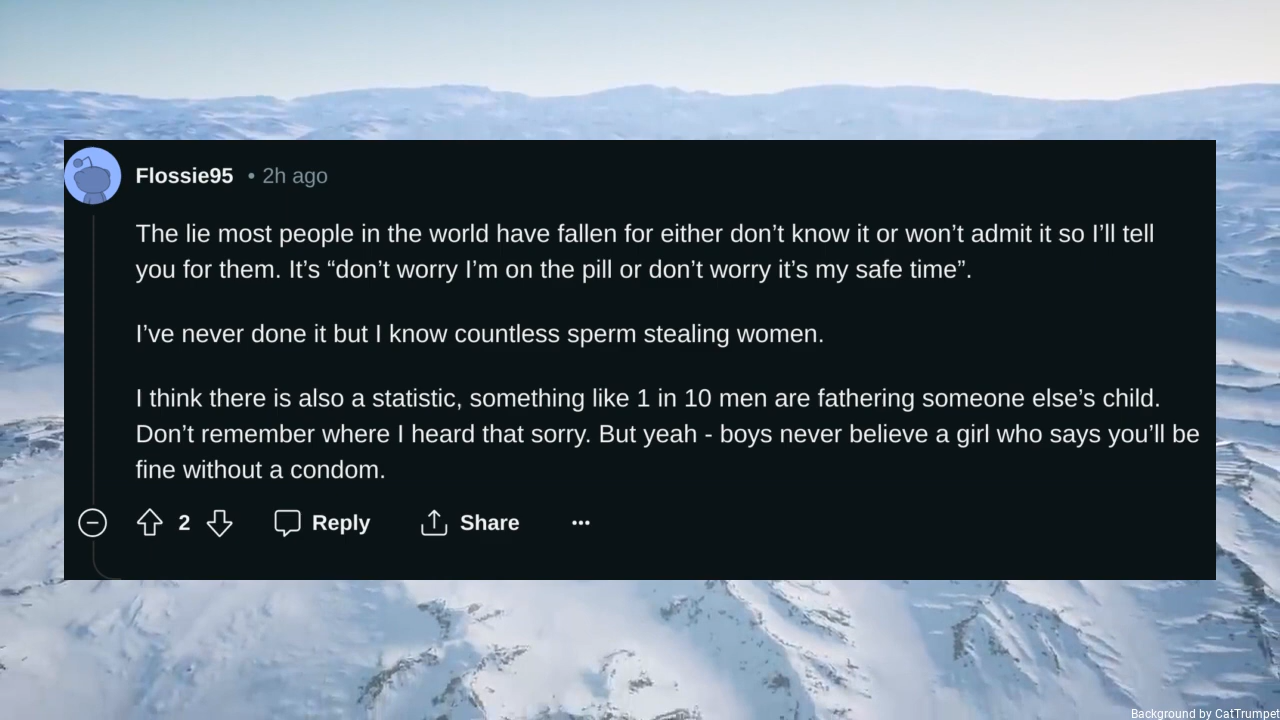 Flossie95 • 2h ago
The lie most people in the world have fallen for either don’t know it or won’t admit it so I’ll tell
you for them. It’s “don’t worry I’m on the pill or don’t worry it’s my safe time”.
I’ve never done it but I know countless sperm stealing women.
I think there is also a statistic, something like 1 in 10 men are fathering someone else’s child.
Don’t remember where I heard that sorry. But yeah - boys never believe a girl who says you’ll be
fine without a condom.
2 Reply Share
Background by CatTrumpet